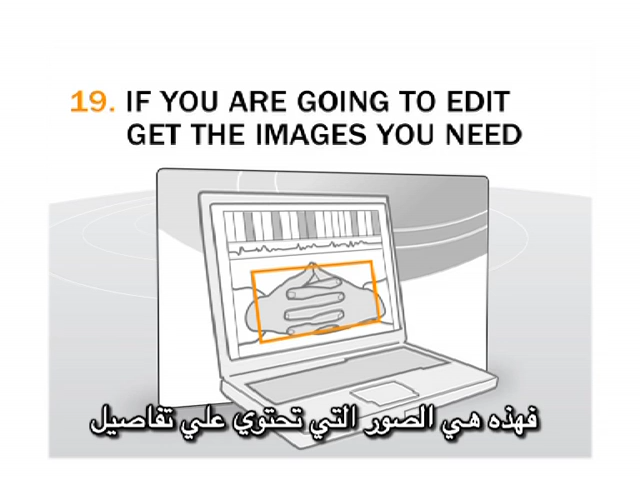 19. IF YOU ARE GOING TO EDIT
GET THE IMAGES YOU NEED
فهذه هي الصور التي تحتوي علي تفاصيل